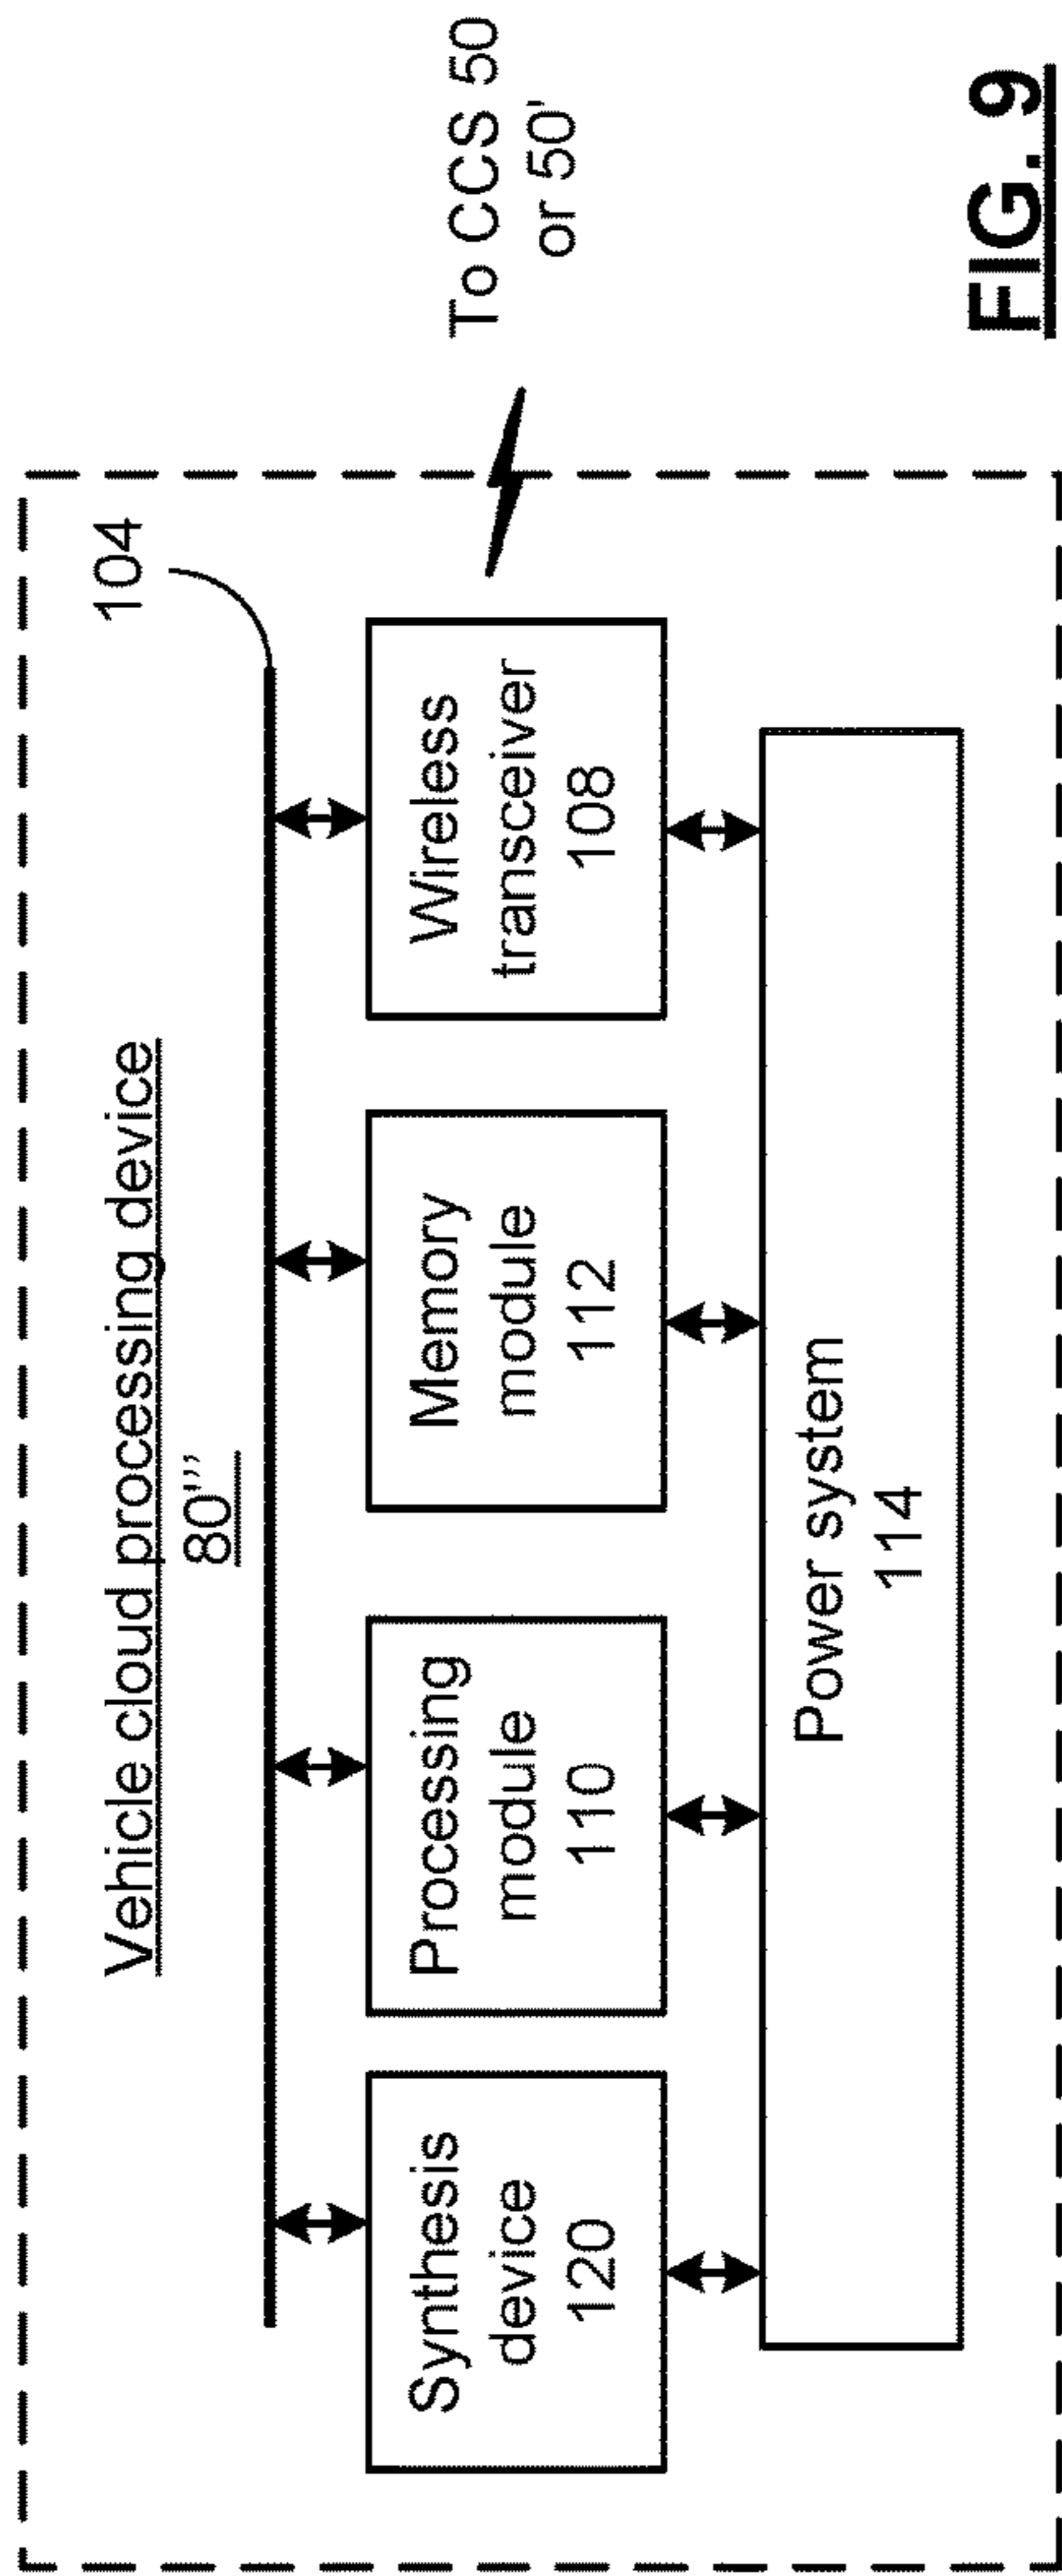 Vehicle cloud processing device
80'''
104
Synthesis
device
120
Processing
module
110
Memory
module
112
Wireless
transceiver
108
To CCS 50
or 50'
Power system
114
FIG. 9